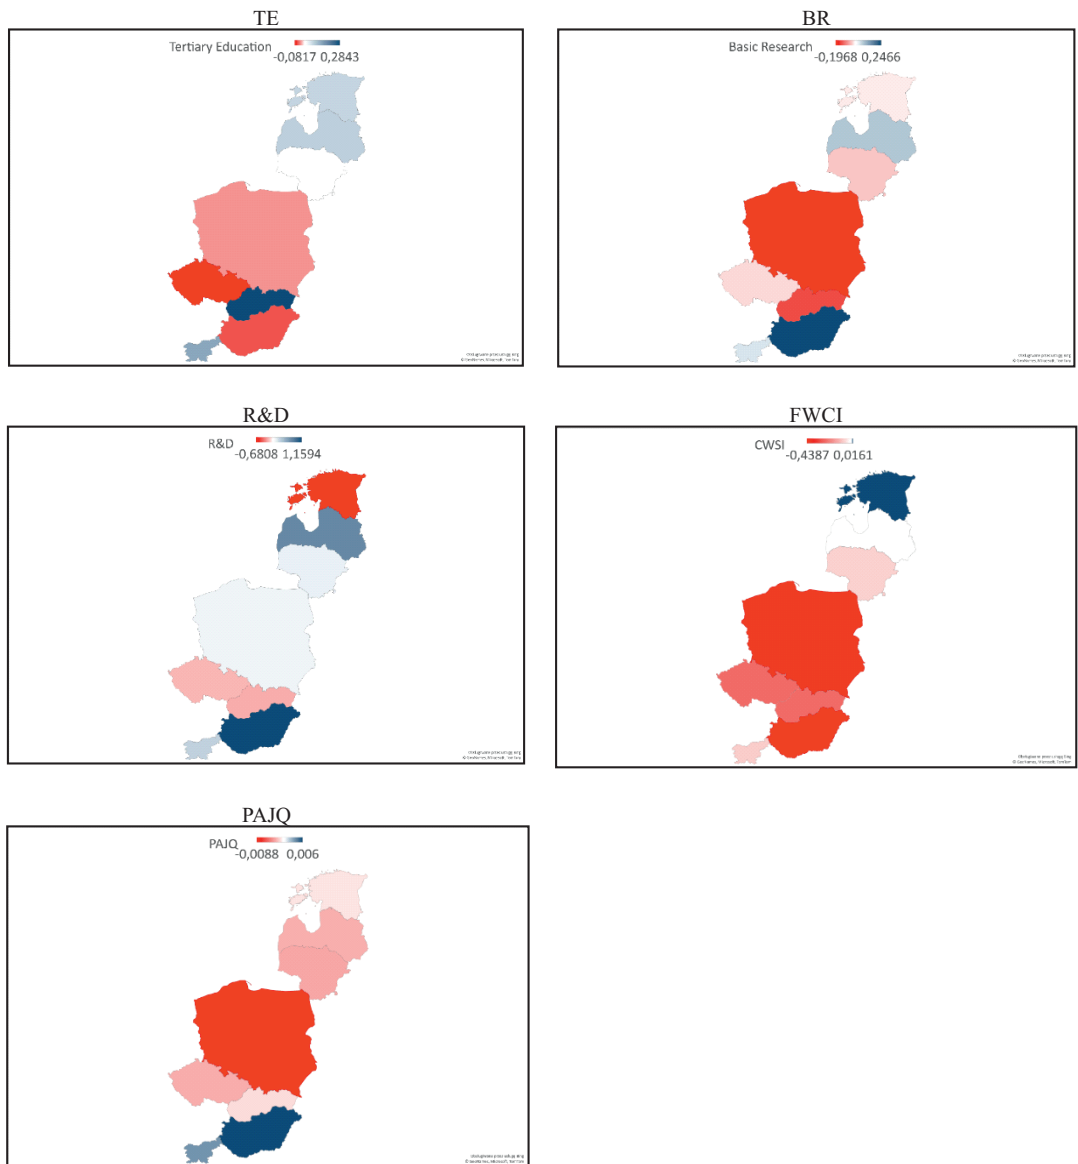 TE
Tertiary Education
-0,0817 0,2843
BR
Basic Research
-0,1968 0,2466
R&D
R&D
-0,6808 1,1594
FWCI
CWSI
-0,4387 0,0161
PAJQ
PAJQ
-0,0088 0,006